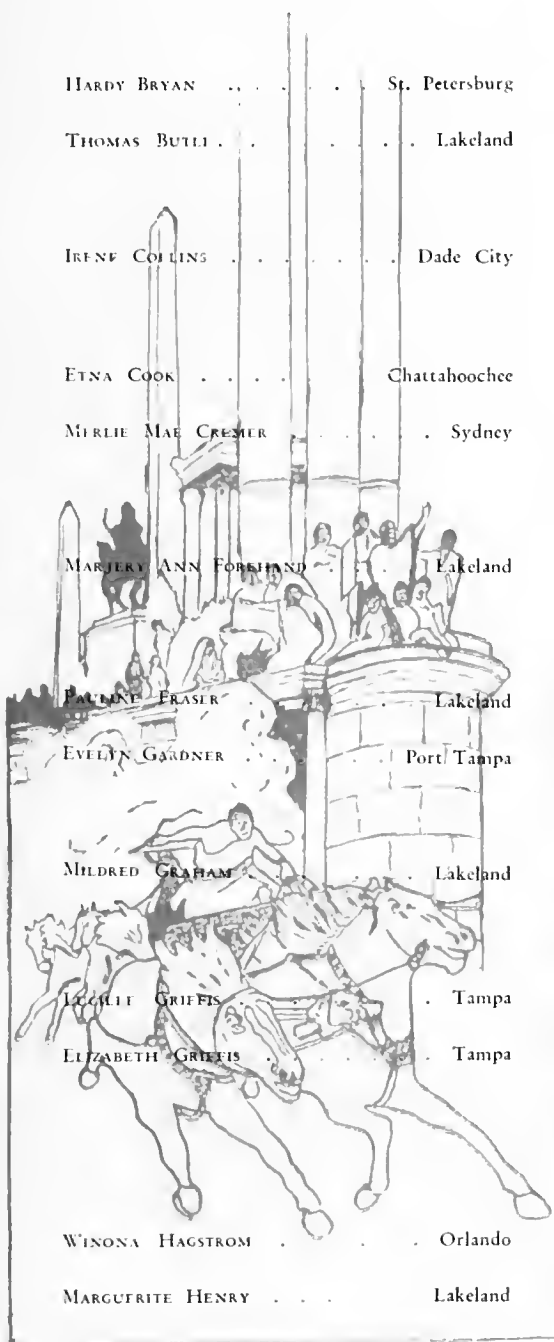 HARDY BRYAN . . . . . . St. Petersburg
THOMAS BUTLI . . . . . . Lakeland
IRENE COLLINS . . . . . . . Dade City
ETNA COOK . . . . . Chattahoochee
MERLIE MAE CREMER . . . . . Sydney
MARJERY ANN FOREHAND . . . Lakeland
PAULINE FRASER . . . . . Lakeland
EVELYN GARDNER . . . . . Port Tampa
MILDRED GRAHAM . . . . . Lakeland
LUCILLE GRIFFIS . . . . . . Tampa
ELIZABETH GRIFFIS . . . . . . Tampa
WINONA HAGSTROM . . . . Orlando
MARGUERITE HENRY . . . Lakeland